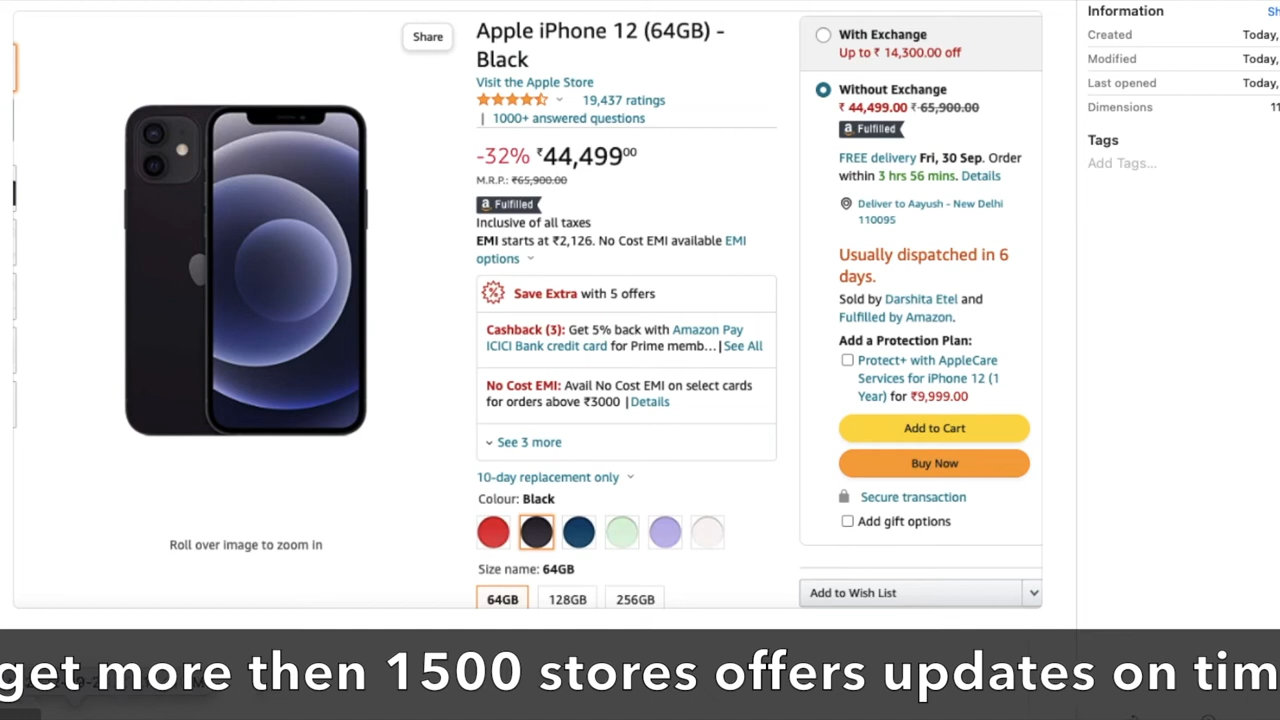 Share
Apple iPhone 12 (64GB) -
Black
Visit the Apple Store
19,437 ratings
| 1000+ answered questions
-32% ₹44,49900
M.R.P.: ₹65,900.00
a Fulfilled
Inclusive of all taxes
EMI starts at ₹2,126. No Cost EMI available EMI
options
Save Extra with 5 offers
Cashback (3): Get 5% back with Amazon Pay
ICICI Bank credit card for Prime memb... | See All
No Cost EMI: Avail No Cost EMI on select cards
for orders above ₹3000 | Details
See 3 more
10-day replacement only
Colour: Black
Size name: 64GB
64GB 128GB 256GB
Roll over image to zoom in
With Exchange
Up to ₹ 14,300.00 off
Without Exchange
₹ 44,499.00 ₹ 65,900.00
a Fulfilled
FREE delivery Fri, 30 Sep. Order
within 3 hrs 56 mins. Details
Deliver to Aayush - New Delhi
110095
Usually dispatched in 6
days.
Sold by Darshita Etel and
Fulfilled by Amazon.
Add a Protection Plan:
Protect+ with AppleCare
Services for iPhone 12 (1
Year) for ₹9,999.00
Add to Cart
Buy Now
Secure transaction
Add gift options
Add to Wish List
Information
Created Today,
Modified Today,
Last opened Today,
Dimensions 11
Tags
Add Tags...
get more then 1500 stores offers updates on tim